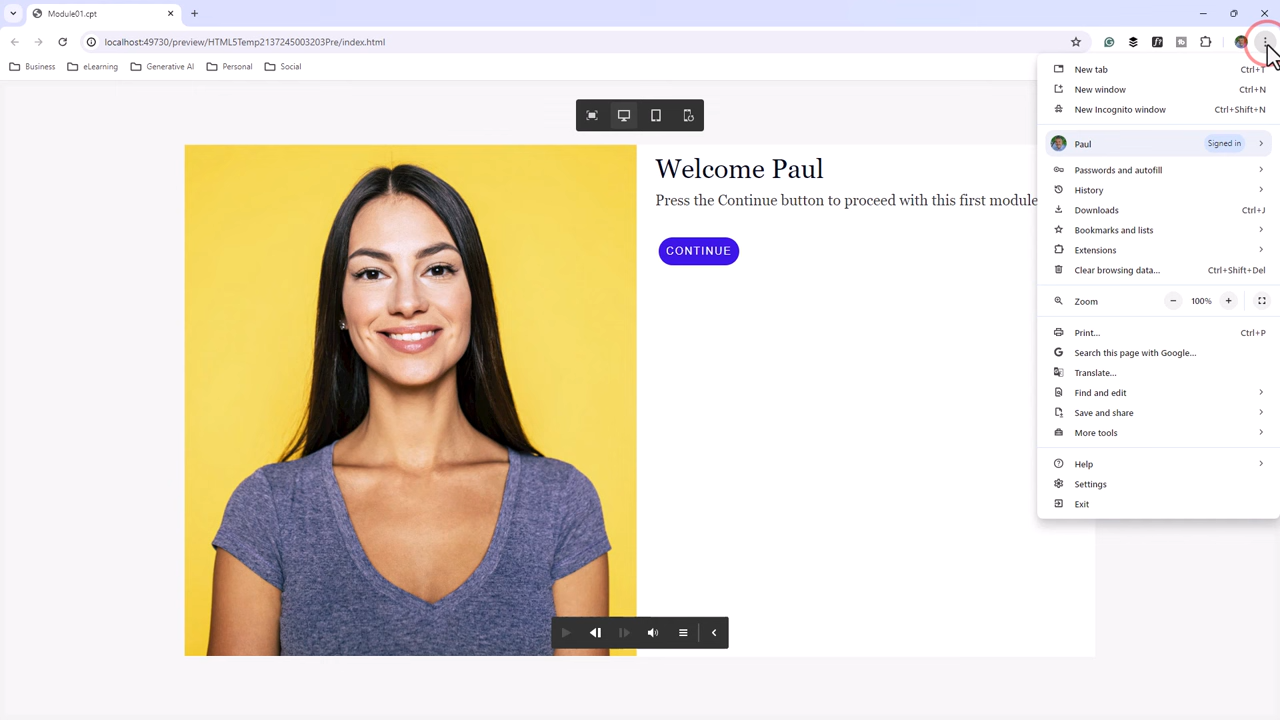 Module01.cpt
localhost:49730/preview/HTML5Temp2137245003203Pre/index.html
Business
eLearning
Generative AI
Personal
Social
Welcome Paul
Press the Continue button to proceed with this first module
CONTINUE
New tab Ctrl+T
New window Ctrl+N
New Incognito window Ctrl+Shift+N
Paul Signed in
Passwords and autofill
History
Downloads Ctrl+J
Bookmarks and lists
Extensions
Clear browsing data... Ctrl+Shift+Del
Zoom 100%
Print... Ctrl+P
Search this page with Google...
Translate...
Find and edit
Save and share
More tools
Help
Settings
Exit